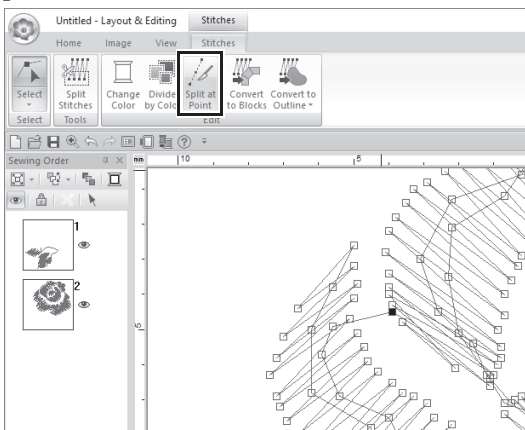 Untitled - Layout & Editing
Stitches
Home
Image
View
Stitches
Select
Split Stitches
Change Color
Divide by Color
Split at Point
Convert to Blocks
Convert to Outline
Select
Tools
Edit
Sewing Order
mm
10
5
1
2
5